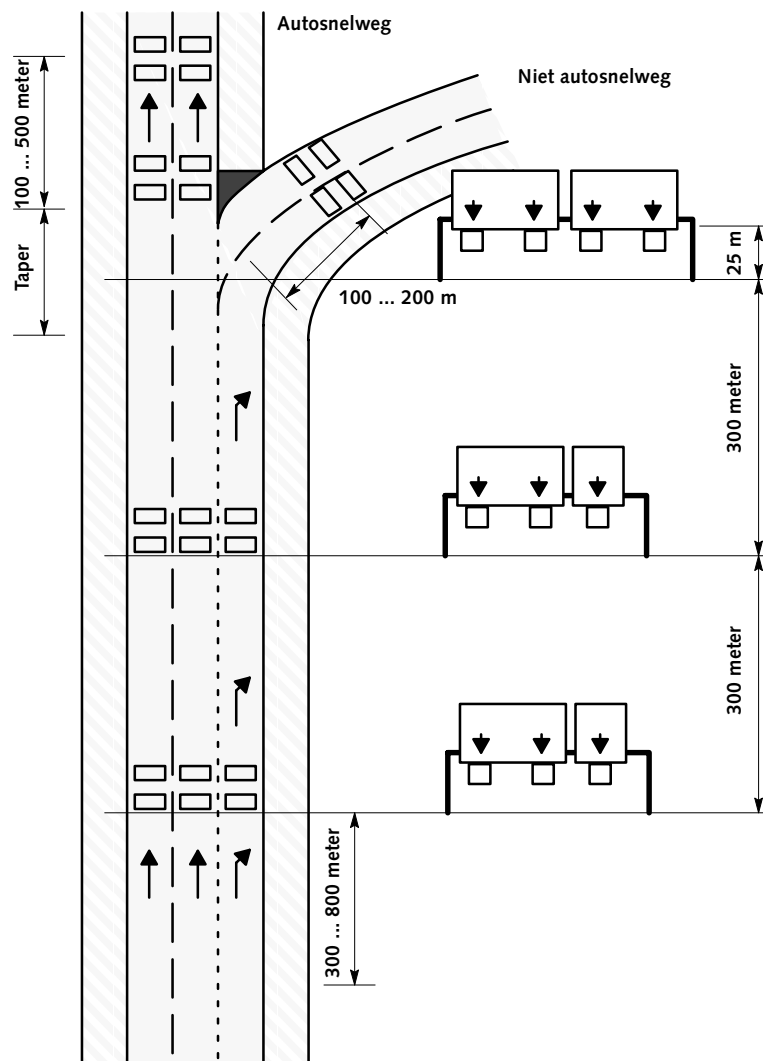 Autosnelweg
Niet autosnelweg
100 ... 500 meter
Taper
25 m
100 ... 200 m
300 meter
300 meter
300 ... 800 meter